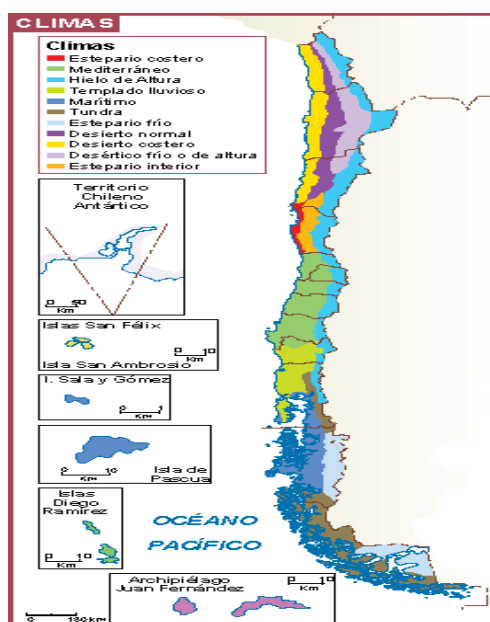 CLIMAS
Climas
Estepario costero
Mediterráneo
Hielo de Altura
Templado lluvioso
Marítimo
Tundra
Estepario frío
Desierto normal
Desierto costero
Desértico frío o de altura
Estepario interior
Territorio
Chileno
Antártico
Km
Islas San Félix
Isla San Ambrosio
Km
I. Sala y Gómez
Km
Isla de
Pascua
Km
Islas
Diego
Ramírez
Km
OCÉANO
PACÍFICO
Archipiélago
Juan Fernández
Km
Km